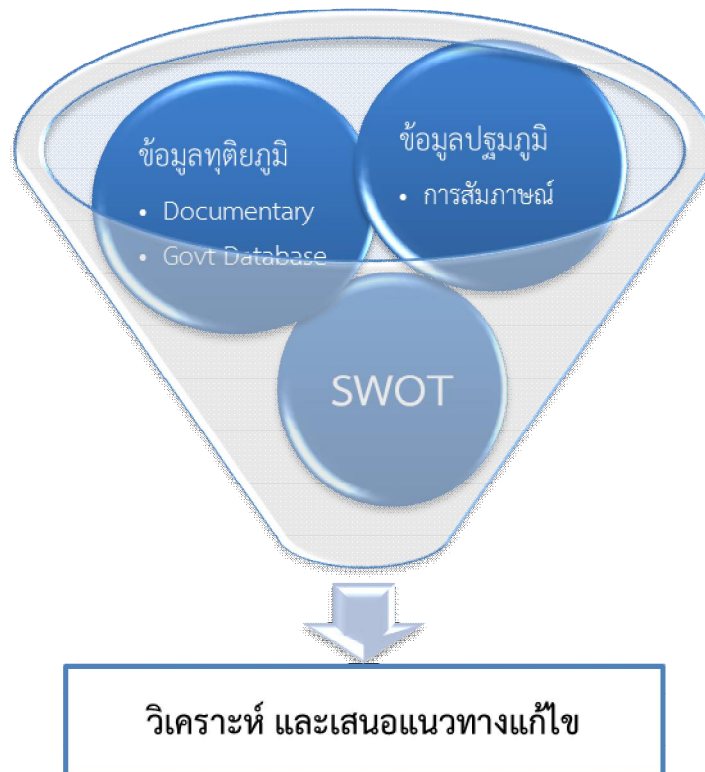 ข้อมูลทุติยภูมิ
• Documentary
• Govt Database
ข้อมูลปฐมภูมิ
• การสัมภาษณ์
SWOT
วิเคราะห์ และเสนอแนวทางแก้ไข